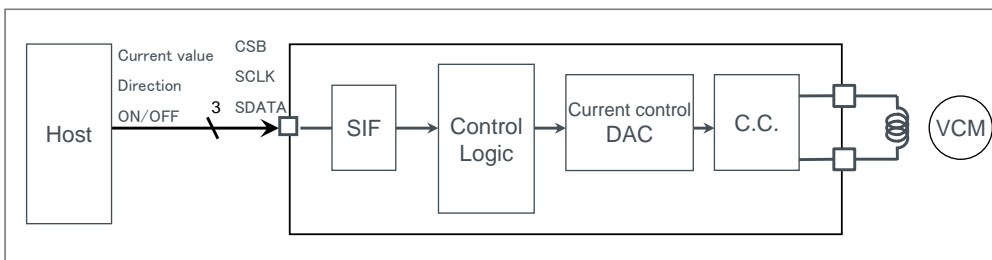 Host
Current value
Direction
ON/OFF
3
CSB
SCLK
SDATA
SIF
Control
Logic
Current control
DAC
C.C.
VCM